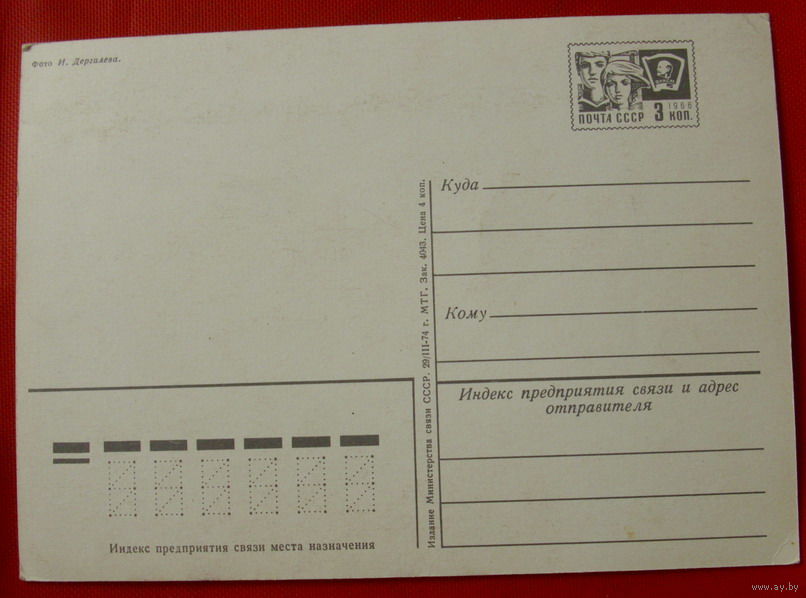 Фото И. Дергилева.
ПОЧТА СССР 3 КОП.
1966
Куда
Кому
Издание Министерства связи СССР. 29/III-74 г. МТГ. Зак. 4043. Цена 4 коп.
Индекс предприятия связи и адрес
отправителя
Индекс предприятия связи места назначения
www.ay.by